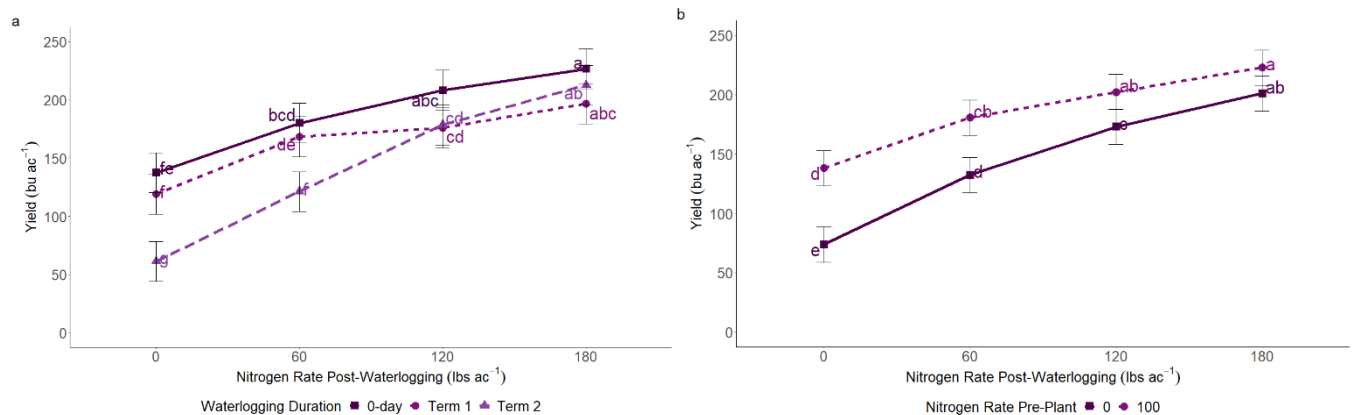 a
250
200
150
100
50
0
Yield (bu ac⁻¹)
fe
f
g
bcd
de
f
abc
cd
cd
a
ab
abc
0 60 120 180
Nitrogen Rate Post-Waterlogging (lbs ac⁻¹)
Waterlogging Duration 0-day Term 1 Term 2
b
250
200
150
100
50
0
Yield (bu ac⁻¹)
d
e
cb
d
ab
c
a
ab
0 60 120 180
Nitrogen Rate Post-Waterlogging (lbs ac⁻¹)
Nitrogen Rate Pre-Plant 0 100